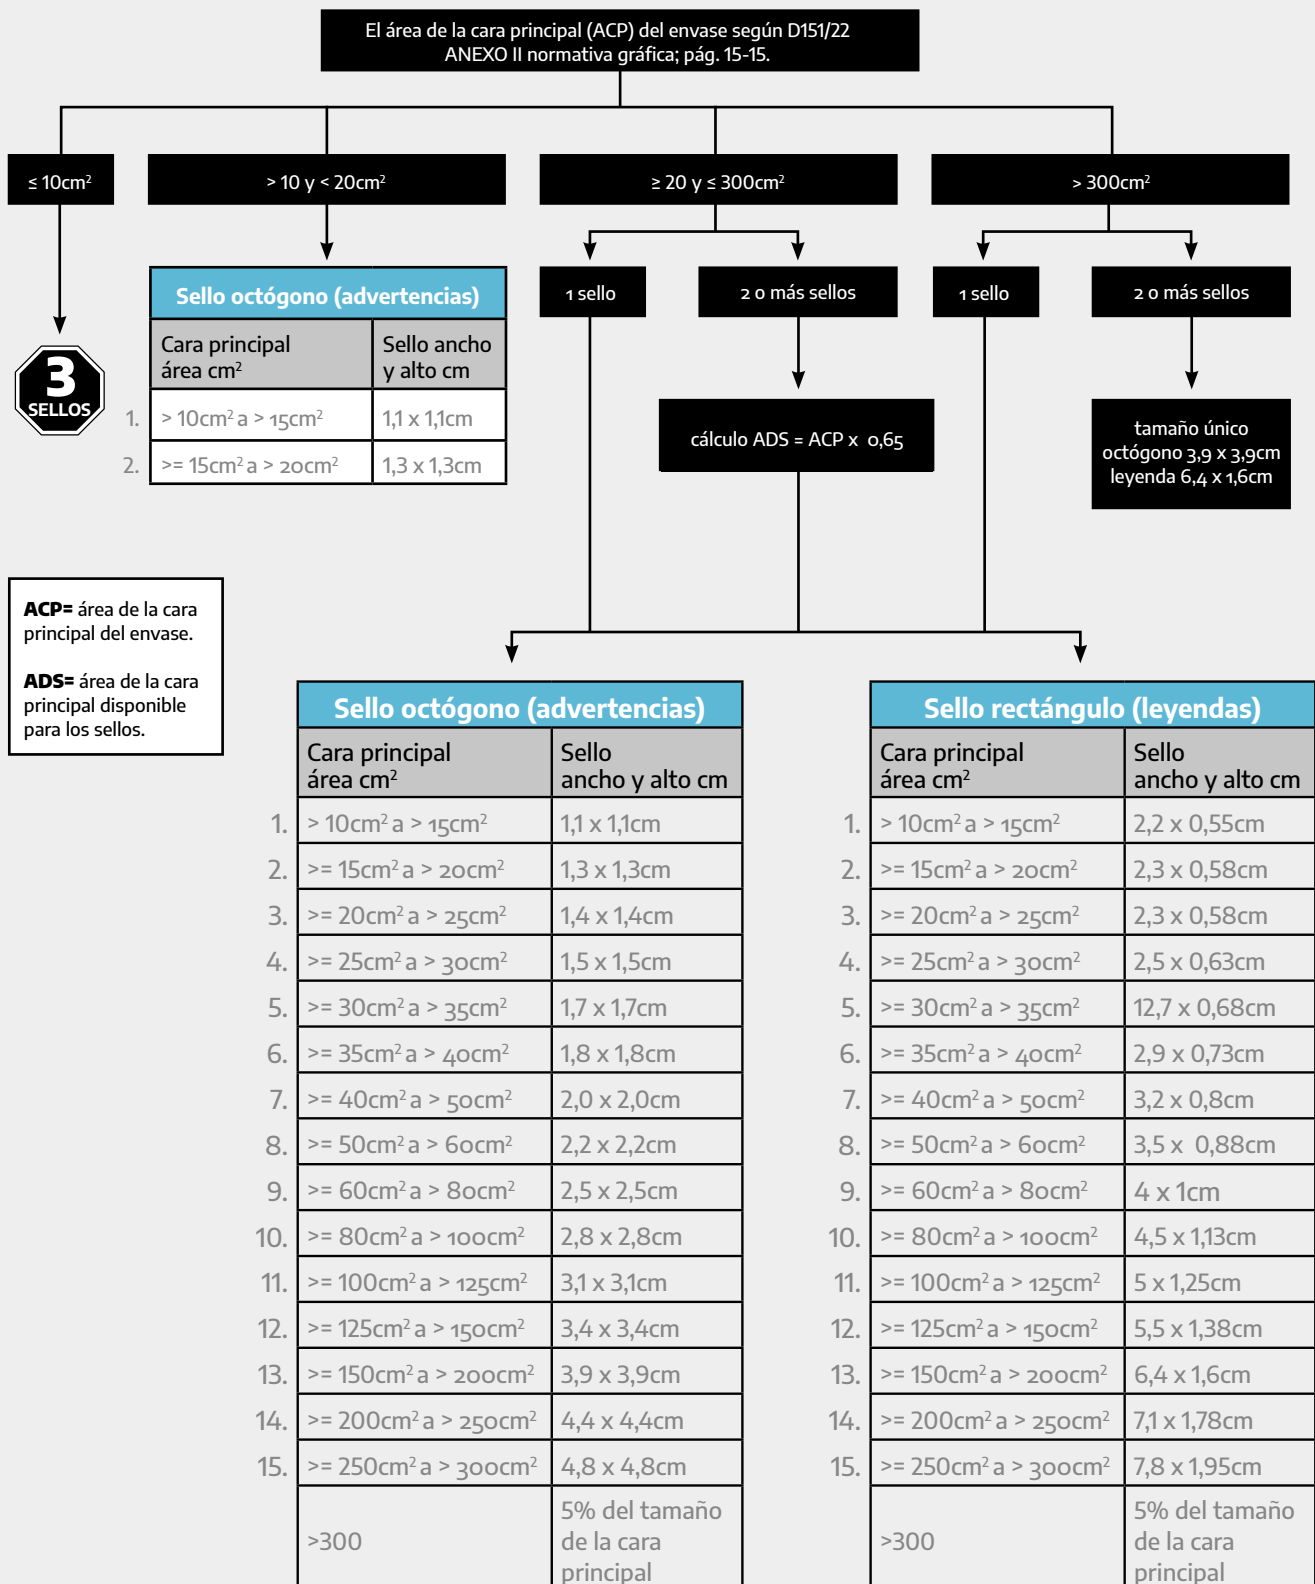 El área de la cara principal (ACP) del envase según D151/22
ANEXO II normativa gráfica; pág. 15-15.
≤ 10cm²
> 10 y < 20cm²
≥ 20 y ≤ 300cm²
> 300cm²
3
SELLOS
Sello octógono (advertencias)
Cara principal
área cm²
Sello ancho
y alto cm
1. > 10cm² a > 15cm² 1,1 x 1,1cm
2. >= 15cm² a > 20cm² 1,3 x 1,3cm
1 sello
2 o más sellos
1 sello
2 o más sellos
cálculo ADS = ACP x 0,65
tamaño único
octógono 3,9 x 3,9cm
leyenda 6,4 x 1,6cm
ACP= área de la cara
principal del envase.
ADS= área de la cara
principal disponible
para los sellos.
Sello octógono (advertencias)
Cara principal
área cm²
Sello
ancho y alto cm
1. > 10cm² a > 15cm² 1,1 x 1,1cm
2. >= 15cm² a > 20cm² 1,3 x 1,3cm
3. >= 20cm² a > 25cm² 1,4 x 1,4cm
4. >= 25cm² a > 30cm² 1,5 x 1,5cm
5. >= 30cm² a > 35cm² 1,7 x 1,7cm
6. >= 35cm² a > 40cm² 1,8 x 1,8cm
7. >= 40cm² a > 50cm² 2,0 x 2,0cm
8. >= 50cm² a > 60cm² 2,2 x 2,2cm
9. >= 60cm² a > 80cm² 2,5 x 2,5cm
10. >= 80cm² a > 100cm² 2,8 x 2,8cm
11. >= 100cm² a > 125cm² 3,1 x 3,1cm
12. >= 125cm² a > 150cm² 3,4 x 3,4cm
13. >= 150cm² a > 200cm² 3,9 x 3,9cm
14. >= 200cm² a > 250cm² 4,4 x 4,4cm
15. >= 250cm² a > 300cm² 4,8 x 4,8cm
>300
5% del tamaño
de la cara
principal
Sello rectángulo (leyendas)
Cara principal
área cm²
Sello
ancho y alto cm
1. > 10cm² a > 15cm² 2,2 x 0,55cm
2. >= 15cm² a > 20cm² 2,3 x 0,58cm
3. >= 20cm² a > 25cm² 2,3 x 0,58cm
4. >= 25cm² a > 30cm² 2,5 x 0,63cm
5. >= 30cm² a > 35cm² 12,7 x 0,68cm
6. >= 35cm² a > 40cm² 2,9 x 0,73cm
7. >= 40cm² a > 50cm² 3,2 x 0,8cm
8. >= 50cm² a > 60cm² 3,5 x 0,88cm
9. >= 60cm² a > 80cm² 4 x 1cm
10. >= 80cm² a > 100cm² 4,5 x 1,13cm
11. >= 100cm² a > 125cm² 5 x 1,25cm
12. >= 125cm² a > 150cm² 5,5 x 1,38cm
13. >= 150cm² a > 200cm² 6,4 x 1,6cm
14. >= 200cm² a > 250cm² 7,1 x 1,78cm
15. >= 250cm² a > 300cm² 7,8 x 1,95cm
>300
5% del tamaño
de la cara
principal